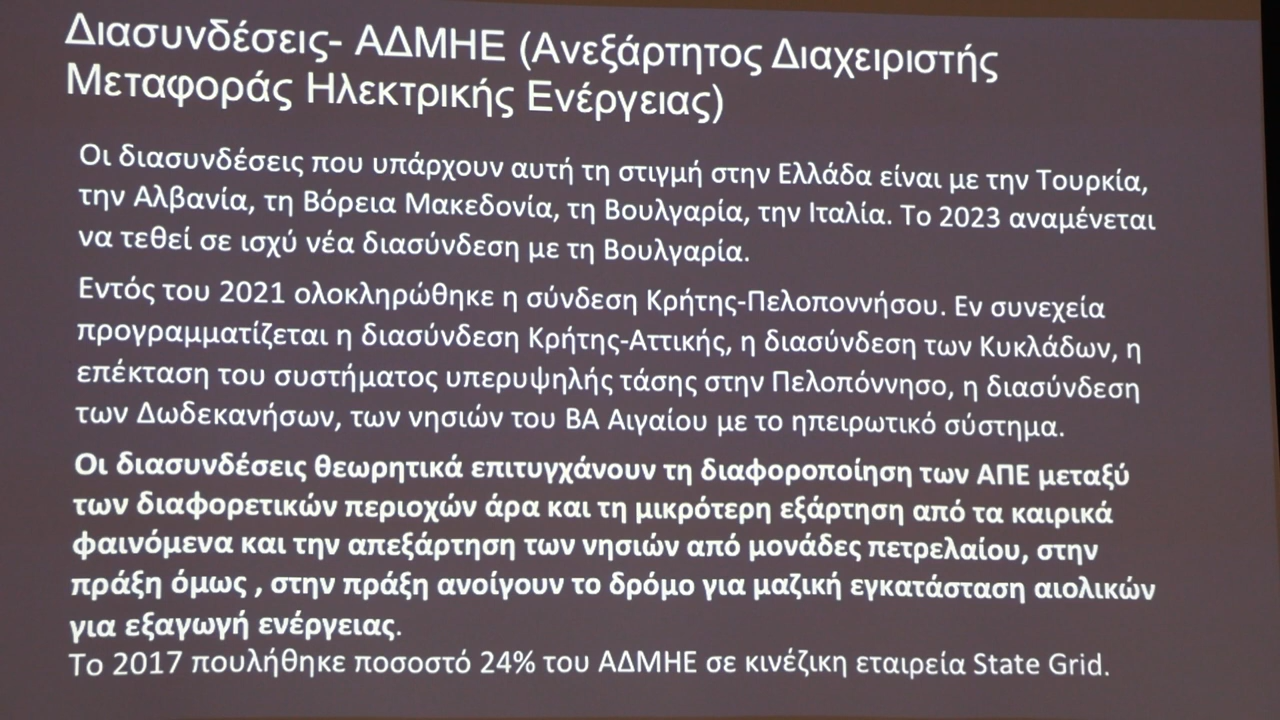 Διασυνδέσεις- ΑΔΜΗΕ (Ανεξάρτητος Διαχειριστής
Μεταφοράς Ηλεκτρικής Ενέργειας)
Οι διασυνδέσεις που υπάρχουν αυτή τη στιγμή στην Ελλάδα είναι με την Τουρκία,
την Αλβανία, τη Βόρεια Μακεδονία, τη Βουλγαρία, την Ιταλία. Το 2023 αναμένεται
να τεθεί σε ισχύ νέα διασύνδεση με τη Βουλγαρία.
Εντός του 2021 ολοκληρώθηκε η σύνδεση Κρήτης-Πελοποννήσου. Εν συνεχεία
προγραμματίζεται η διασύνδεση Κρήτης-Αττικής, η διασύνδεση των Κυκλάδων, η
επέκταση του συστήματος υπερυψηλής τάσης στην Πελοπόννησο, η διασύνδεση
των Δωδεκανήσων, των νησιών του ΒΑ Αιγαίου με το ηπειρωτικό σύστημα.
Οι διασυνδέσεις θεωρητικά επιτυγχάνουν τη διαφοροποίηση των ΑΠΕ μεταξύ
των διαφορετικών περιοχών άρα και τη μικρότερη εξάρτηση από τα καιρικά
φαινόμενα και την απεξάρτηση των νησιών από μονάδες πετρελαίου, στην
πράξη όμως , στην πράξη ανοίγουν το δρόμο για μαζική εγκατάσταση αιολικών
για εξαγωγή ενέργειας.
Το 2017 πουλήθηκε ποσοστό 24% του ΑΔΜΗΕ σε κινέζικη εταιρεία State Grid.